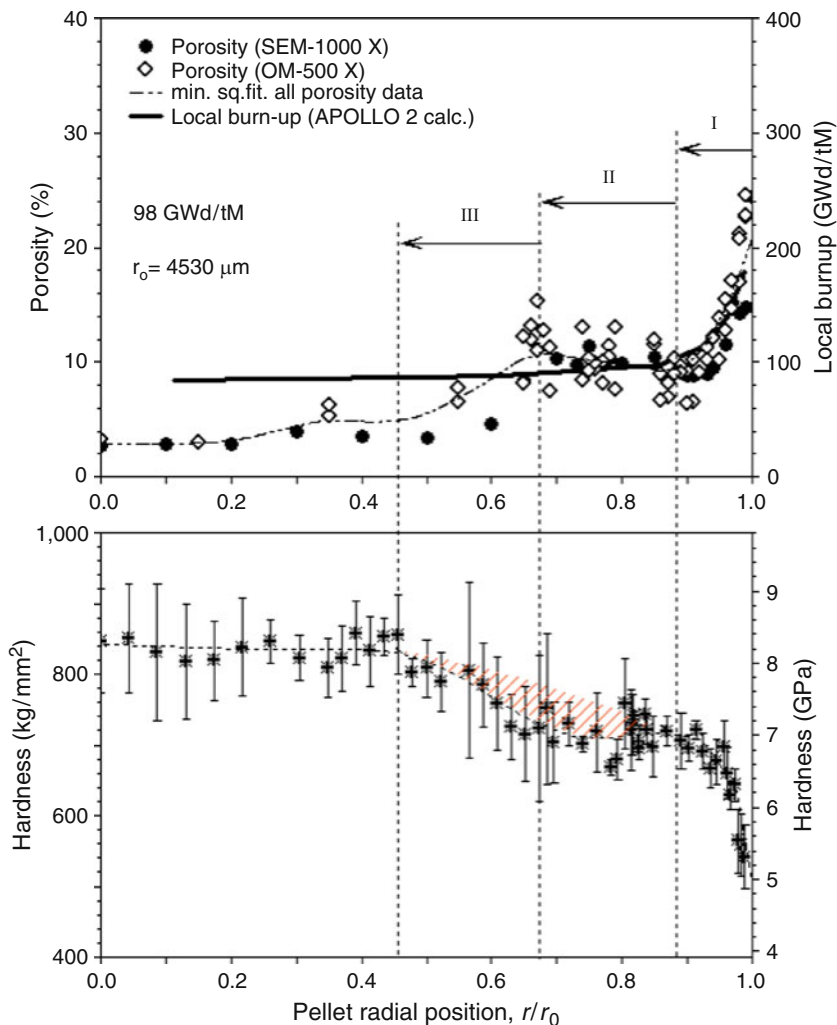 40
30
20
10
0
Porosity (%)
Porosity (SEM-1000 X)
Porosity (OM-500 X)
min. sq.fit. all porosity data
Local burn-up (APOLLO 2 calc.)
98 GWd/tM
r₀= 4530 μm
III
II
I
400
300
200
100
0
Local burnup (GWd/tM)
0.0
0.2
0.4
0.6
0.8
1.0
1,000
800
600
400
Hardness (kg/mm²)
9
8
7
6
5
4
Hardness (GPa)
0.0
0.2
0.4
0.6
0.8
1.0
Pellet radial position, r/r₀